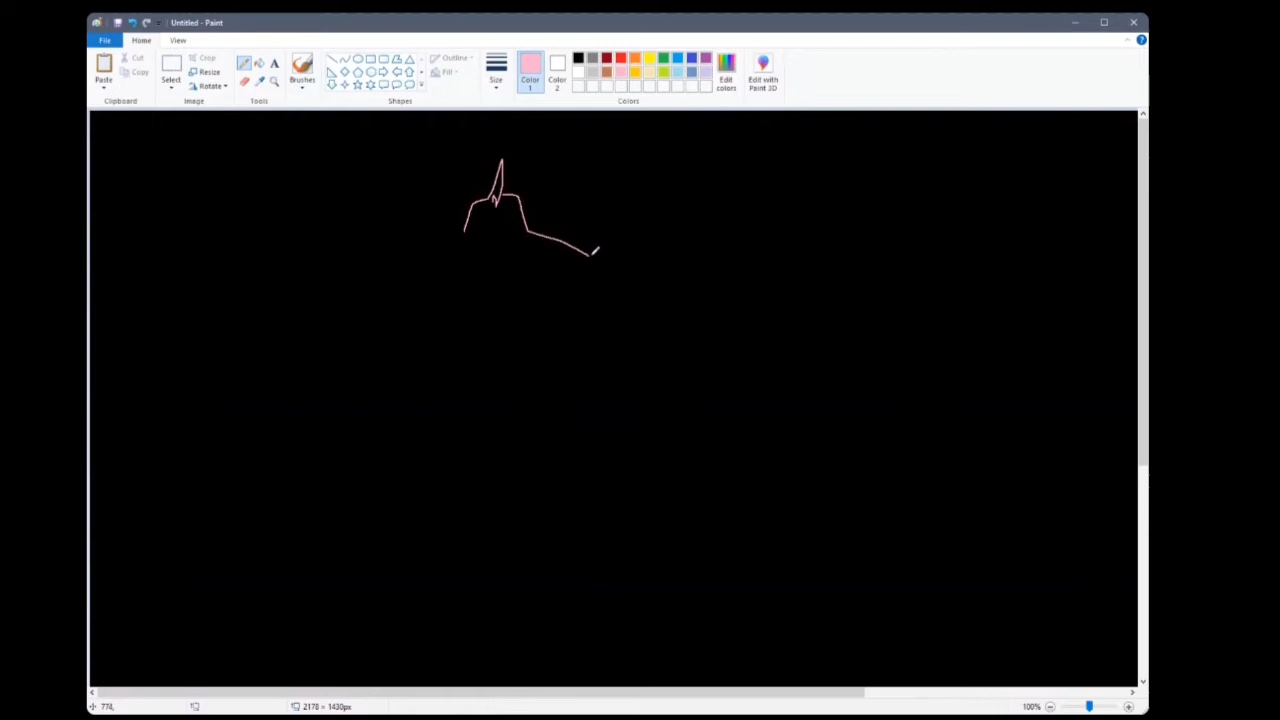 Untitled - Paint
File Home View
Cut Crop Outline
Paste Copy Select Resize Brushes Fill Size Color 1 Color 2 Edit colors Edit with Paint 3D
Rotate
Clipboard Image Tools Shapes Colors
774, 2178 × 1430px 100%